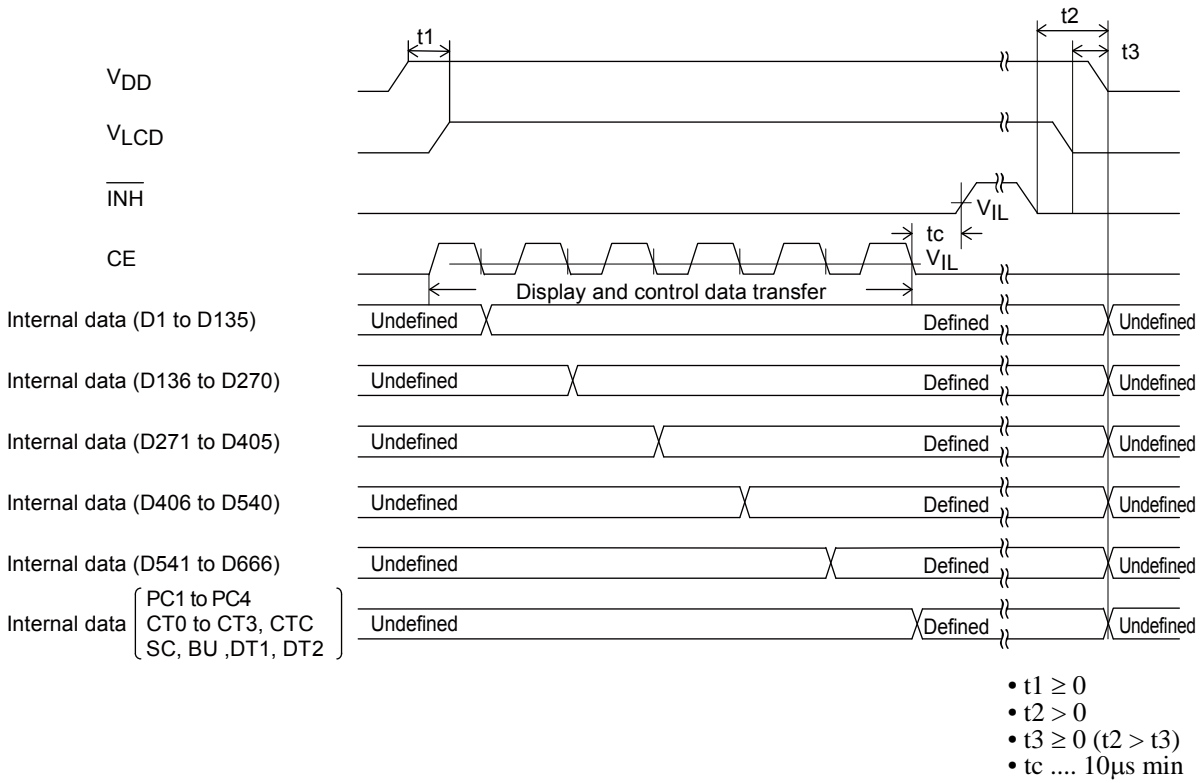 t2
t1
t3
VDD
VLCD
INH
VIL
tc
CE
VIL
Display and control data transfer
Internal data (D1 to D135) Undefined Defined Undefined
Internal data (D136 to D270) Undefined Defined Undefined
Internal data (D271 to D405) Undefined Defined Undefined
Internal data (D406 to D540) Undefined Defined Undefined
Internal data (D541 to D666) Undefined Defined Undefined
PC1 to PC4
Internal data CT0 to CT3, CTC Undefined Defined Undefined
SC, BU ,DT1, DT2
• t1 ≥ 0
• t2 > 0
• t3 ≥ 0 (t2 > t3)
• tc .... 10μs min